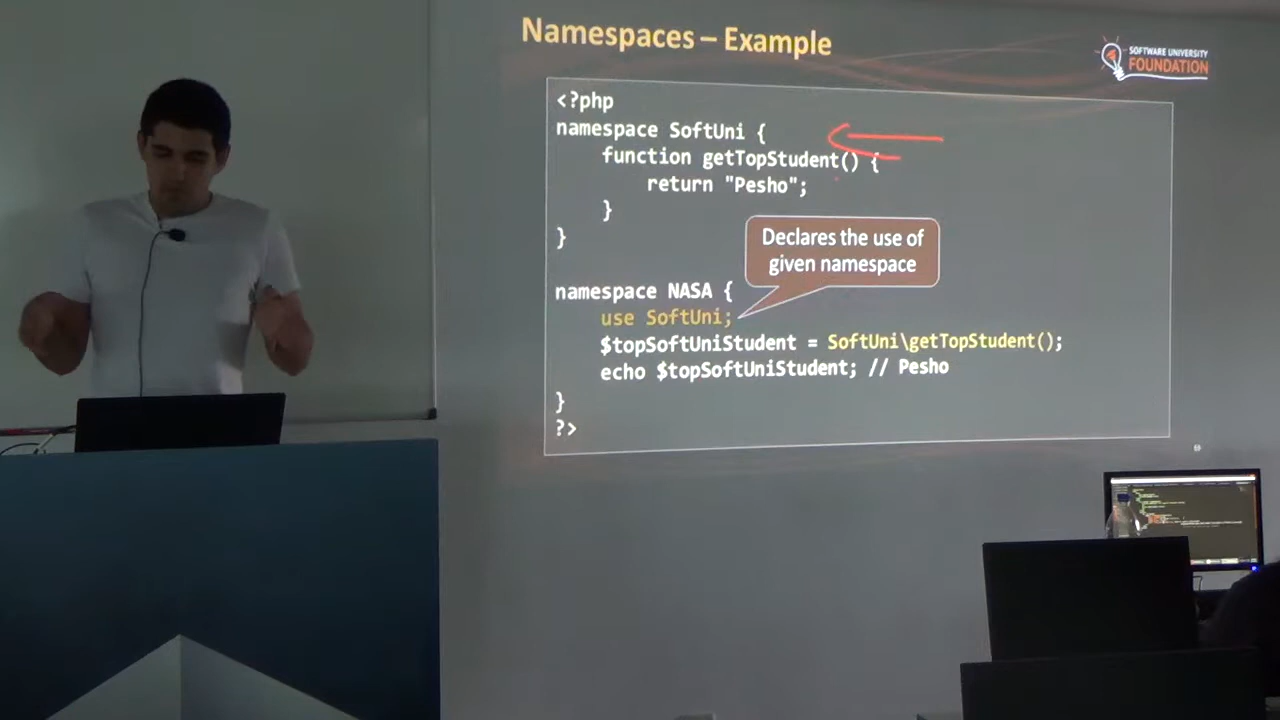 Namespaces – Example
SOFTWARE UNIVERSITY
FOUNDATION
<?php
namespace SoftUni {
function getTopStudent() {
return "Pesho";
}
}
Declares the use of
given namespace
namespace NASA {
use SoftUni;
$topSoftUniStudent = SoftUni\getTopStudent();
echo $topSoftUniStudent; // Pesho
}
?>